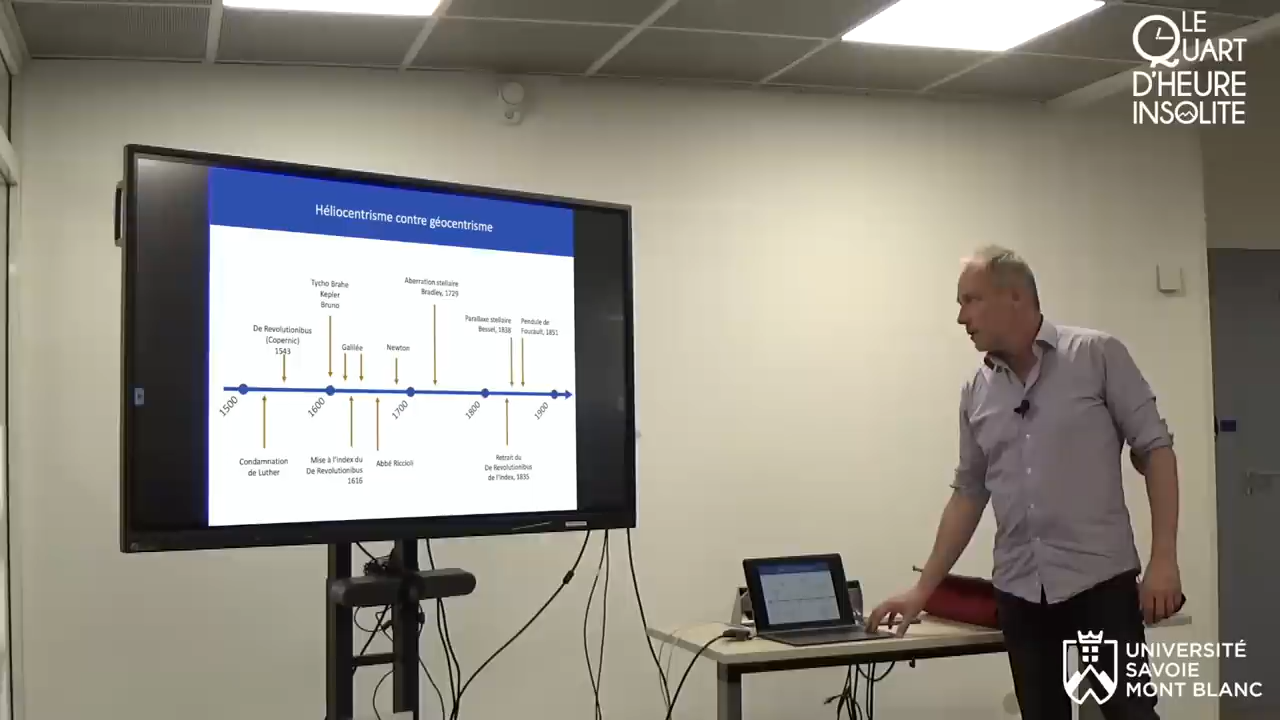 LE
QUART
D'HEURE
INSOLITE
Héliocentrisme contre géocentrisme
Tycho Brahe
Kepler
Bruno
Aberration stellaire
Bradley, 1729
De Revolutionibus
(Copernic)
1543
Galilée
Newton
Parallaxe stellaire
Bessel, 1838
Pendule de
Foucault, 1851
1500
1600
1700
1800
1900
Condamnation
de Luther
Mise à l'index du
De Revolutionibus
1616
Abbé Riccioli
Retrait du
De Revolutionibus
de l'index, 1835
UNIVERSITÉ
SAVOIE
MONT BLANC